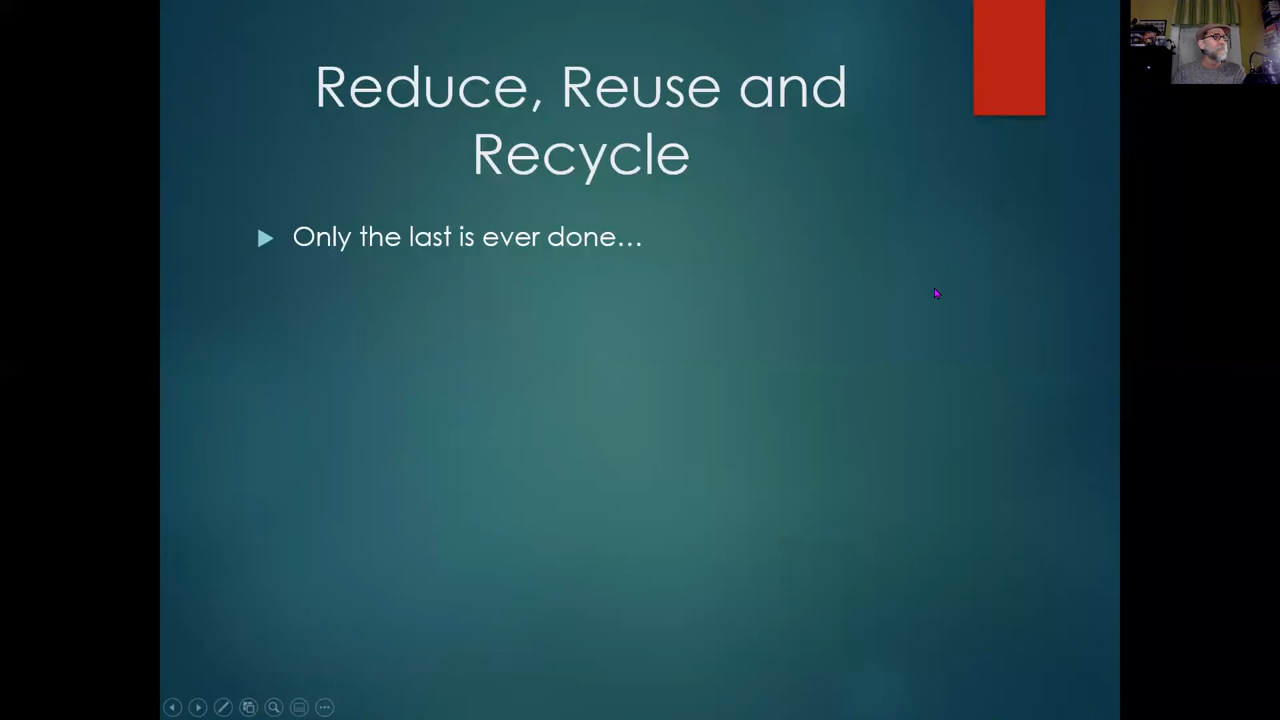 Reduce, Reuse and
Recycle
Only the last is ever done…